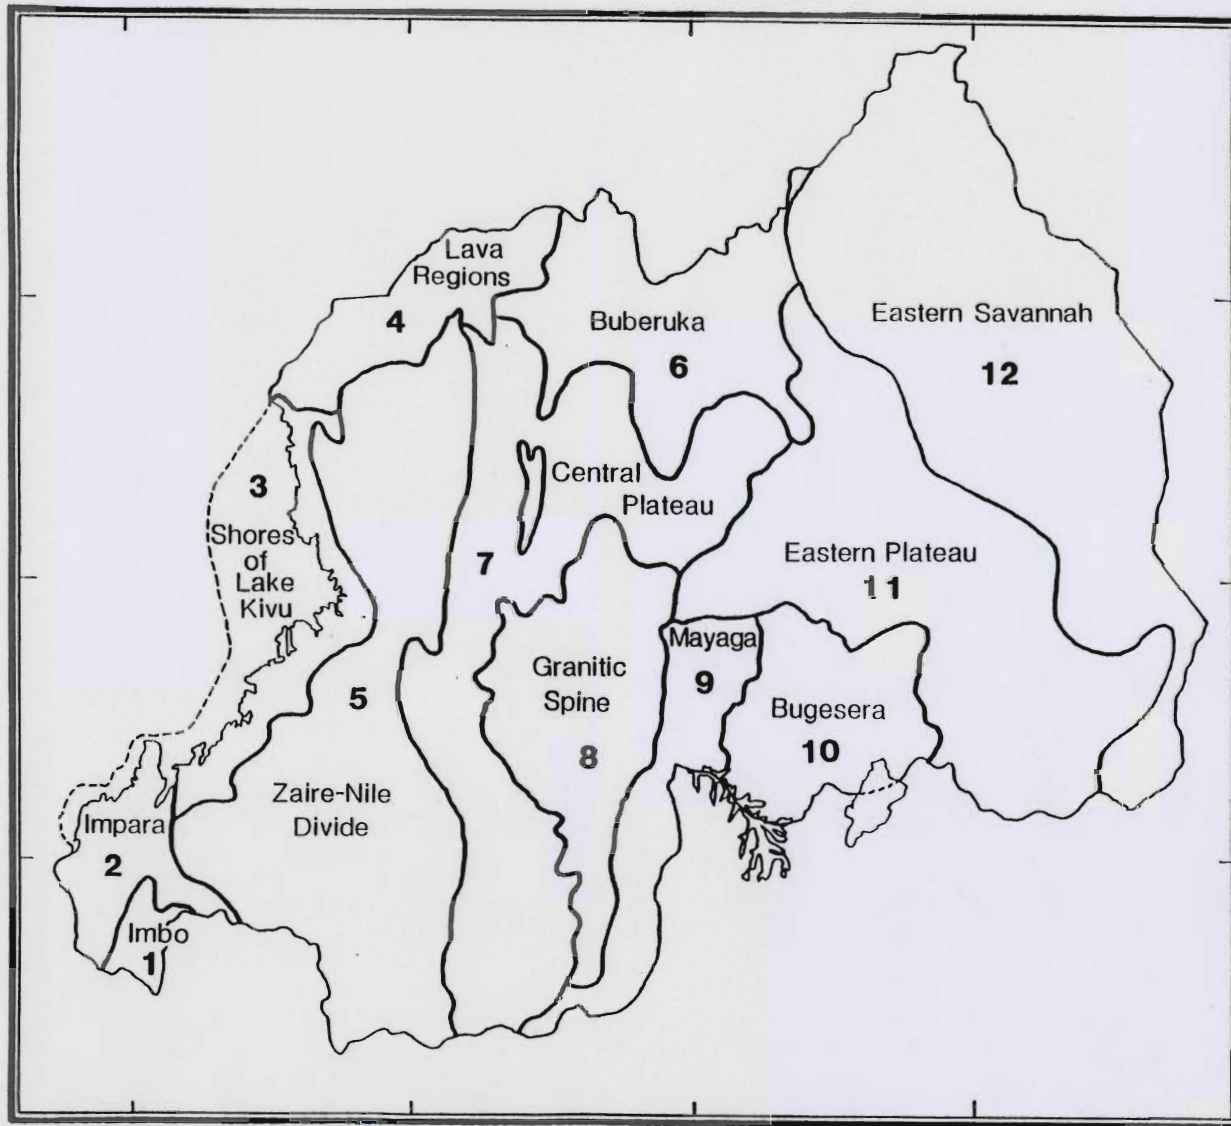 Lava
Regions
4
Buberuka
6
Eastern Savannah
12
3
Shores
of
Lake
Kivu
Central
Plateau
7
Eastern Plateau
11
Mayaga
9
Granitic
Spine
8
5
Bugesera
10
Zaire-Nile
Divide
Impara
2
Imbo
1